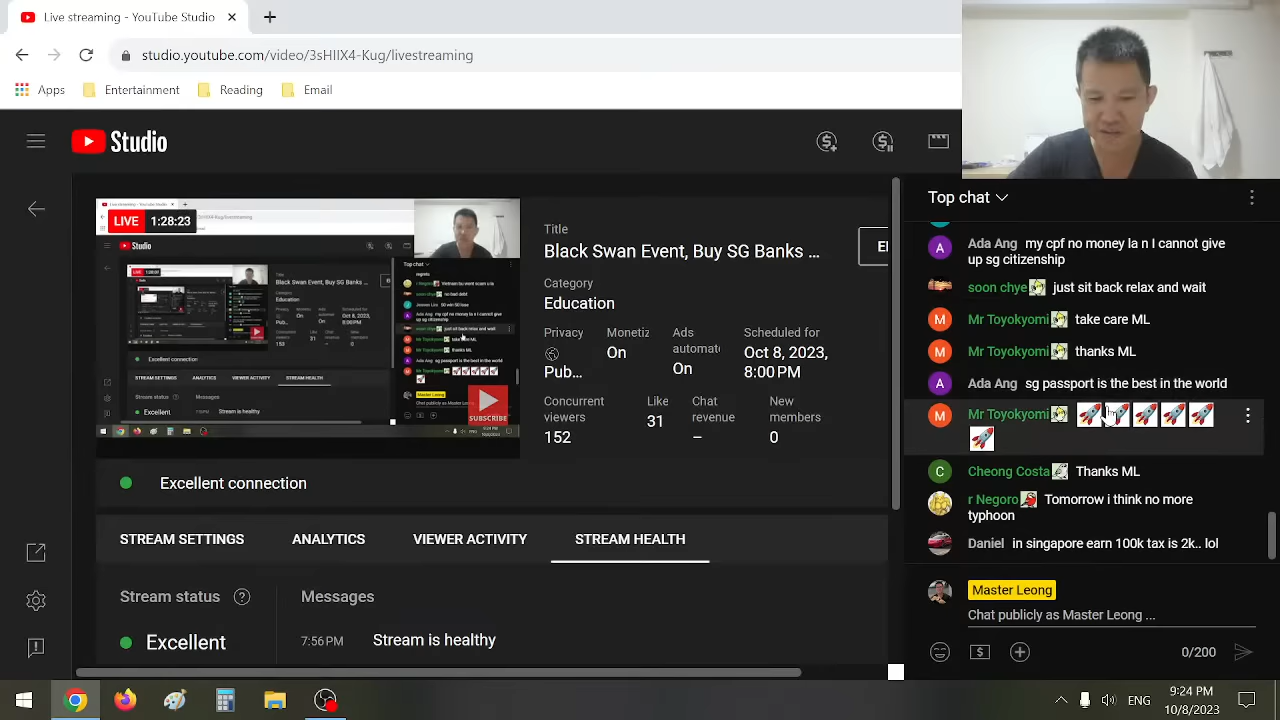 Live streaming - YouTube Studio
studio.youtube.com/video/3sHIIX4-Kug/livestreaming
Apps
Entertainment
Reading
Email
Studio
LIVE
1:28:23
SUBSCRIBE
Title
Black Swan Event, Buy SG Banks ...
Category
Education
Privacy
Pub...
Monetiz
On
Ads
automat
On
Scheduled for
Oct 8, 2023,
8:00 PM
Concurrent
viewers
152
Like
31
Chat
revenue
–
New
members
0
Excellent connection
STREAM SETTINGS
ANALYTICS
VIEWER ACTIVITY
STREAM HEALTH
Stream status
Messages
Excellent
7:56 PM
Stream is healthy
Top chat
Ada Ang my cpf no money la n I cannot give
up sg citizenship
soon chye just sit back relax and wait
Mr Toyokyomi take care ML
Mr Toyokyomi thanks ML
Ada Ang sg passport is the best in the world
Mr Toyokyomi 🚀🚀🚀🚀🚀
🚀
Cheong Costa Thanks ML
r Negoro Tomorrow i think no more
typhoon
Daniel in singapore earn 100k tax is 2k.. lol
Master Leong
Chat publicly as Master Leong ...
0/200
ENG
9:24 PM
10/8/2023